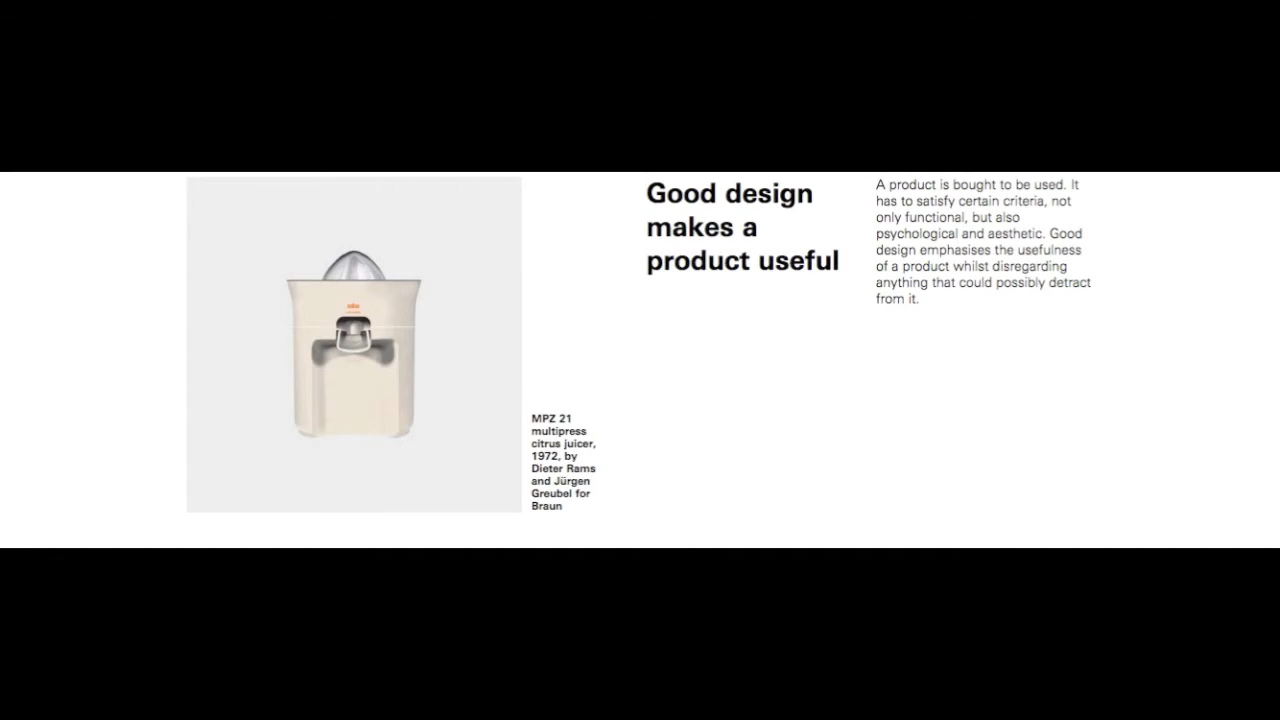 Good design
makes a
product useful
A product is bought to be used. It
has to satisfy certain criteria, not
only functional, but also
psychological and aesthetic. Good
design emphasises the usefulness
of a product whilst disregarding
anything that could possibly detract
from it.
MPZ 21
multipress
citrus juicer,
1972, by
Dieter Rams
and Jürgen
Greubel for
Braun